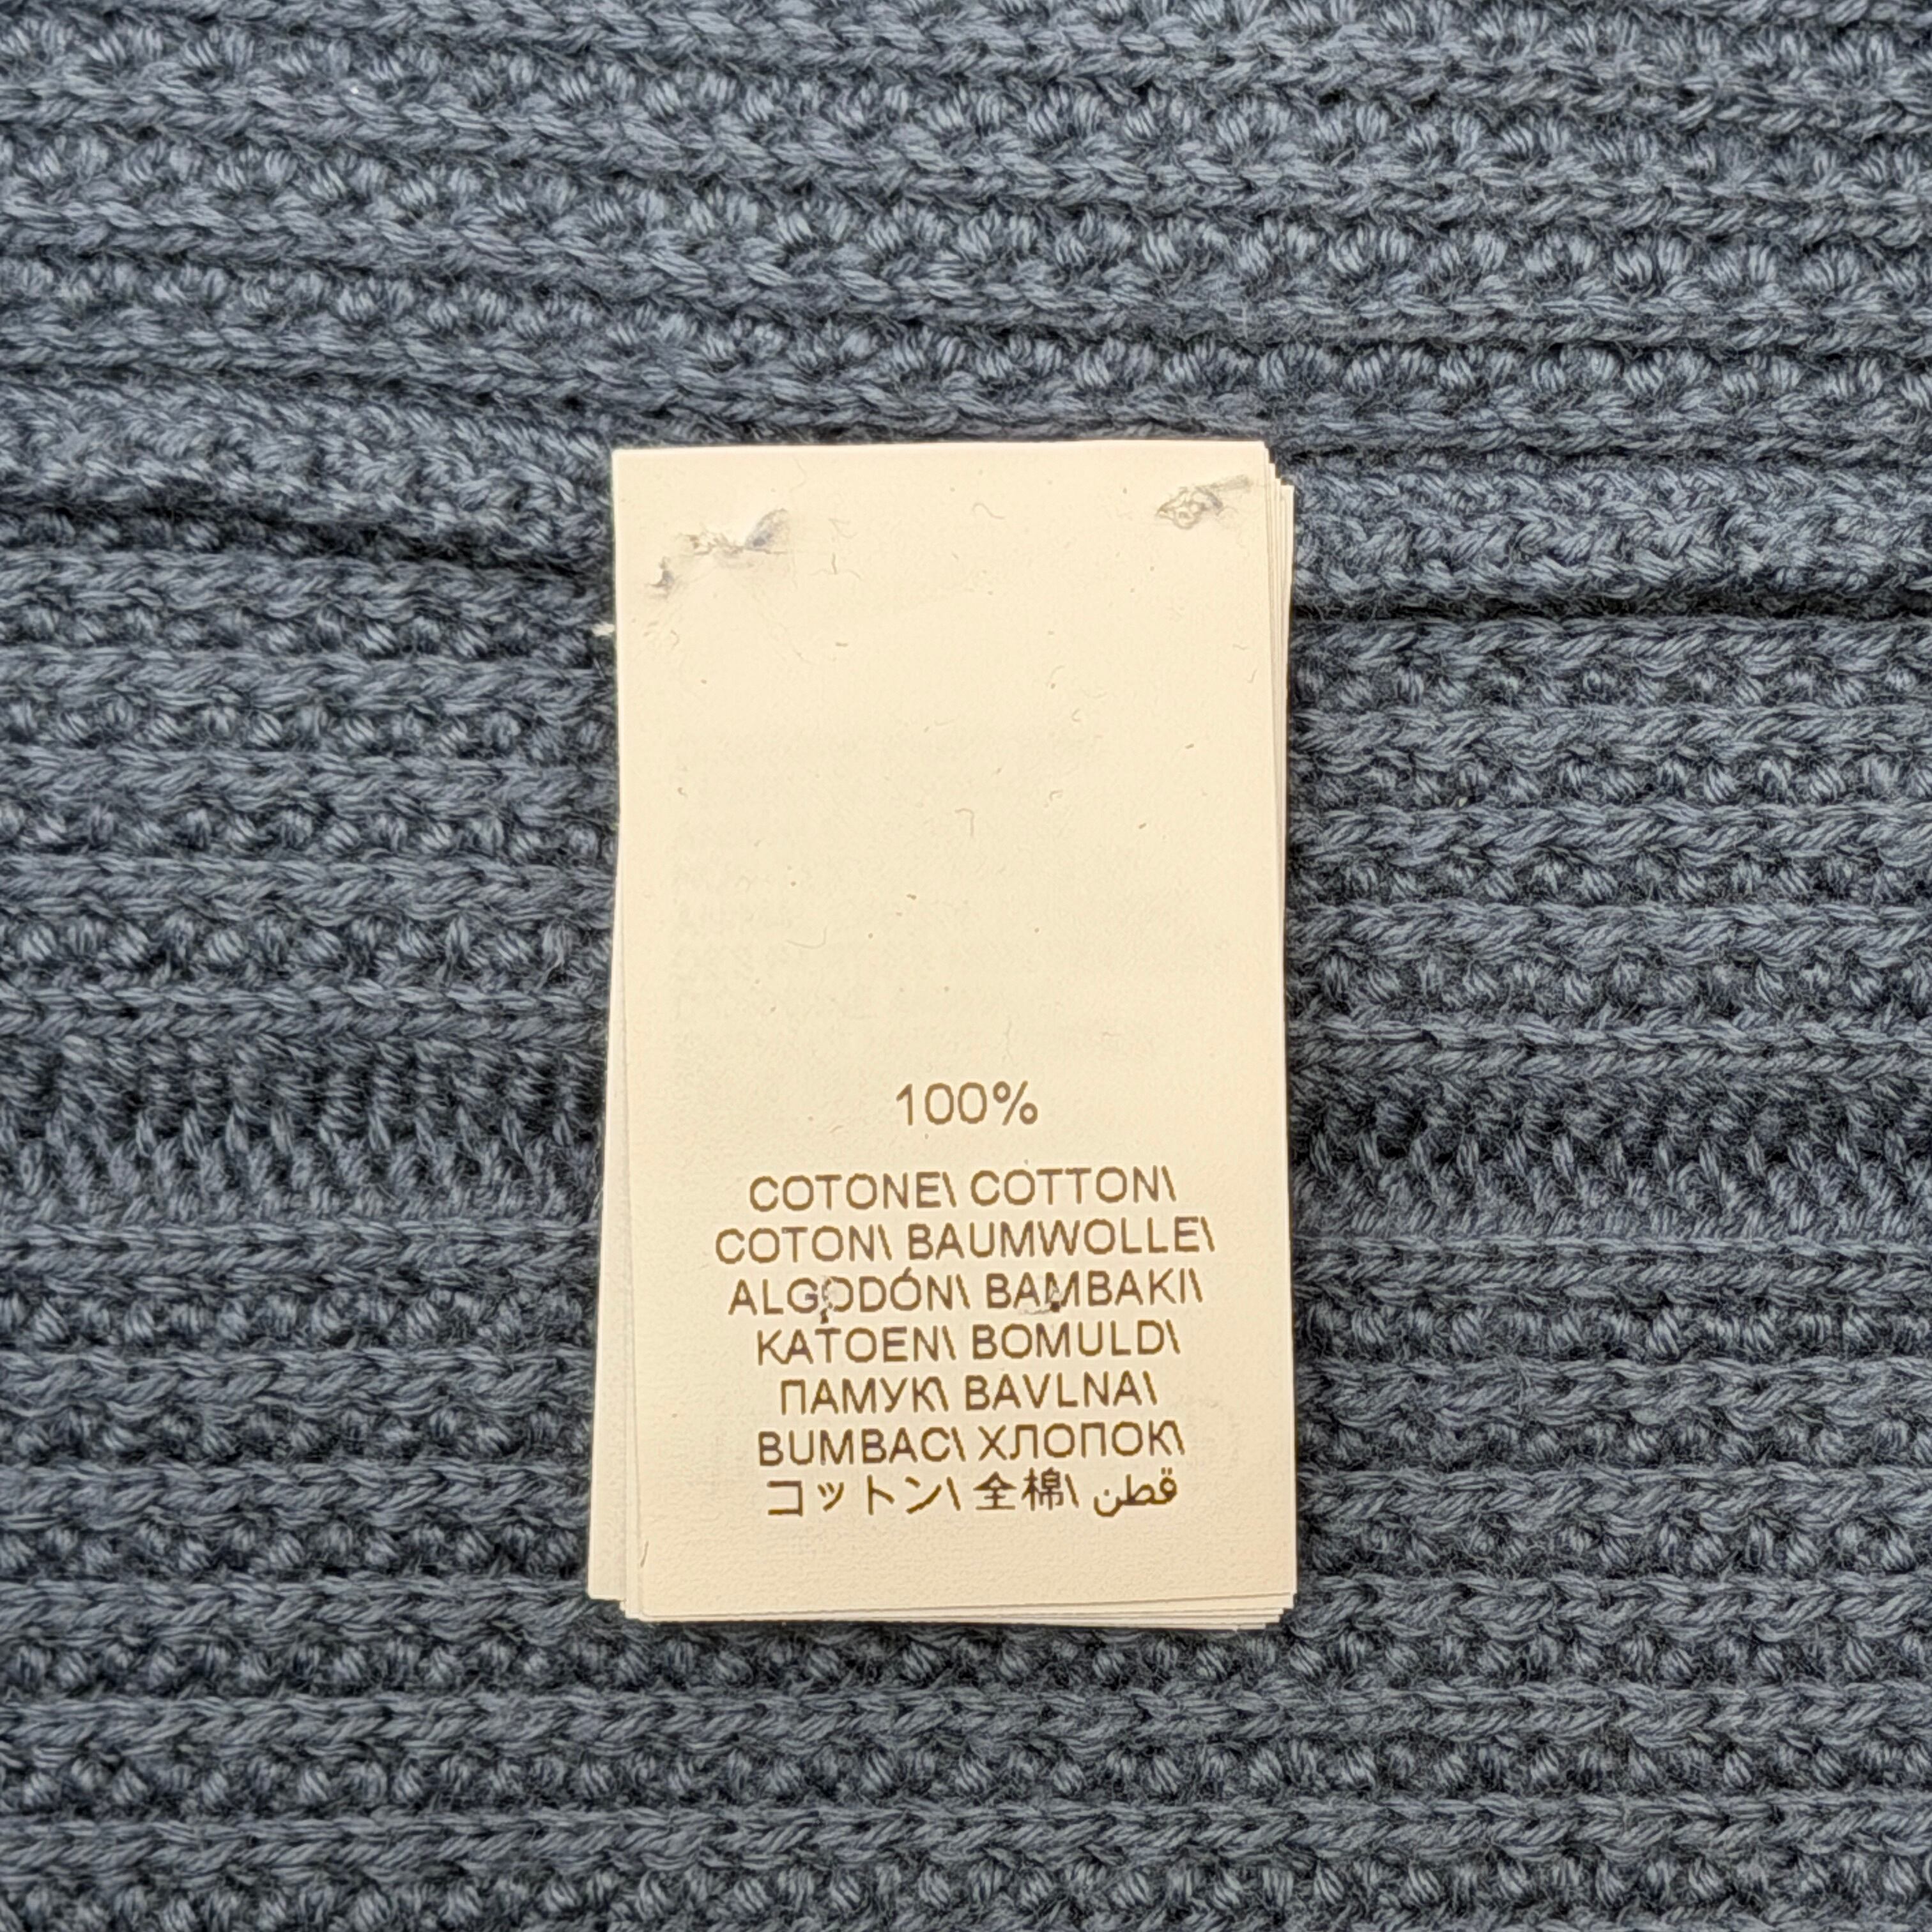 100%
COTONE\ COTTON\
COTON\ BAUMWOLLE\
ALGODÓN\ BAMBAKI\
KATOEN\ BOMULD\
ПАМУК\ BAVLNA\
BUMBAC\ ХЛОПОК\
コットン\ 全棉\ قطن